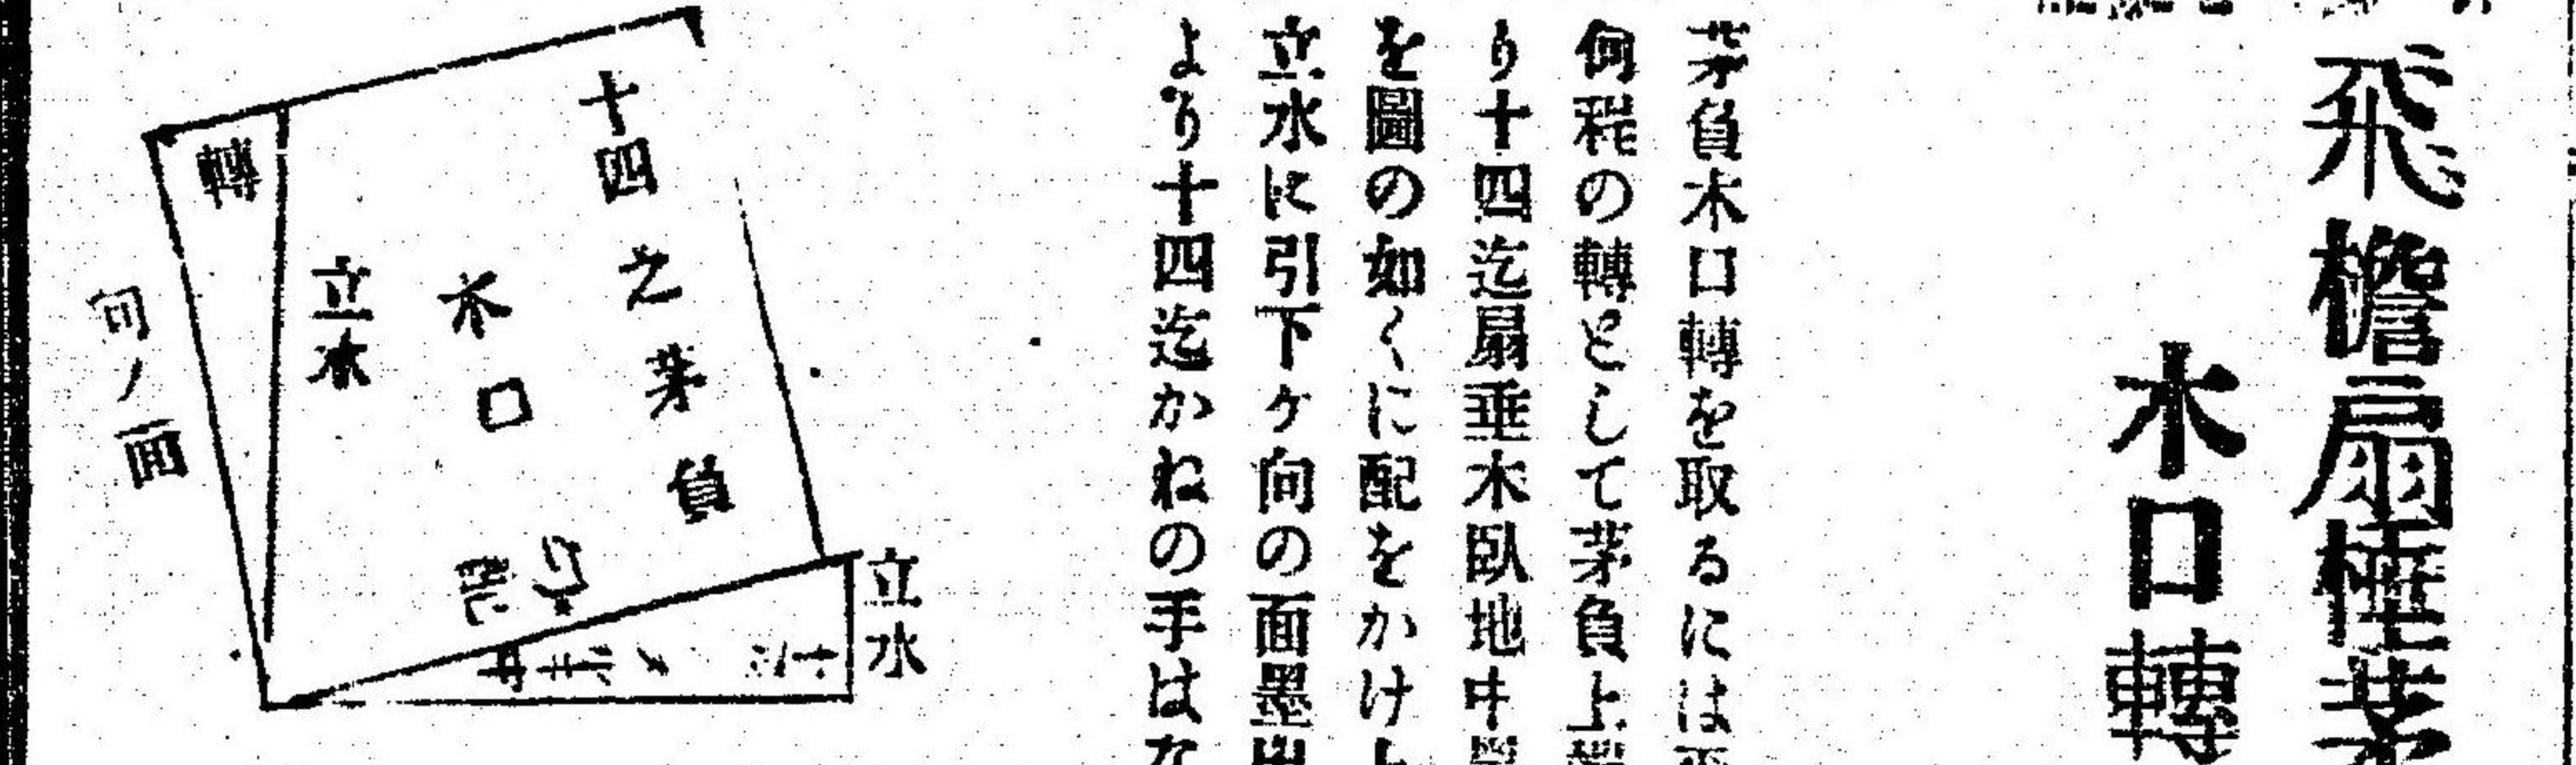 飛檐扇棰茅
木口轉
茅負木口轉を取るには
何程の轉として茅負上
り十四迄扇垂木臥地中
を圖の如くに配をかけ
立水に引下ヶ向の面墨
より十四迄かねの手はな
十四之茅負
木口
轉
立水
向ノ面
立水